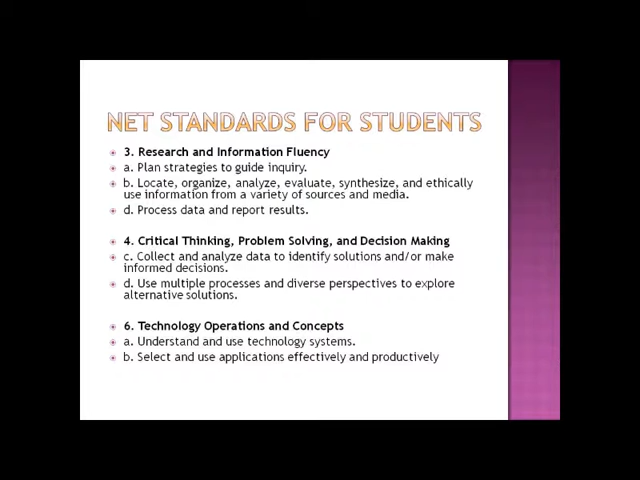 NET STANDARDS FOR STUDENTS
3. Research and Information Fluency
a. Plan strategies to guide inquiry.
b. Locate, organize, analyze, evaluate, synthesize, and ethically
use information from a variety of sources and media.
d. Process data and report results.
4. Critical Thinking, Problem Solving, and Decision Making
c. Collect and analyze data to identify solutions and/or make
informed decisions.
d. Use multiple processes and diverse perspectives to explore
alternative solutions.
6. Technology Operations and Concepts
a. Understand and use technology systems.
b. Select and use applications effectively and productively